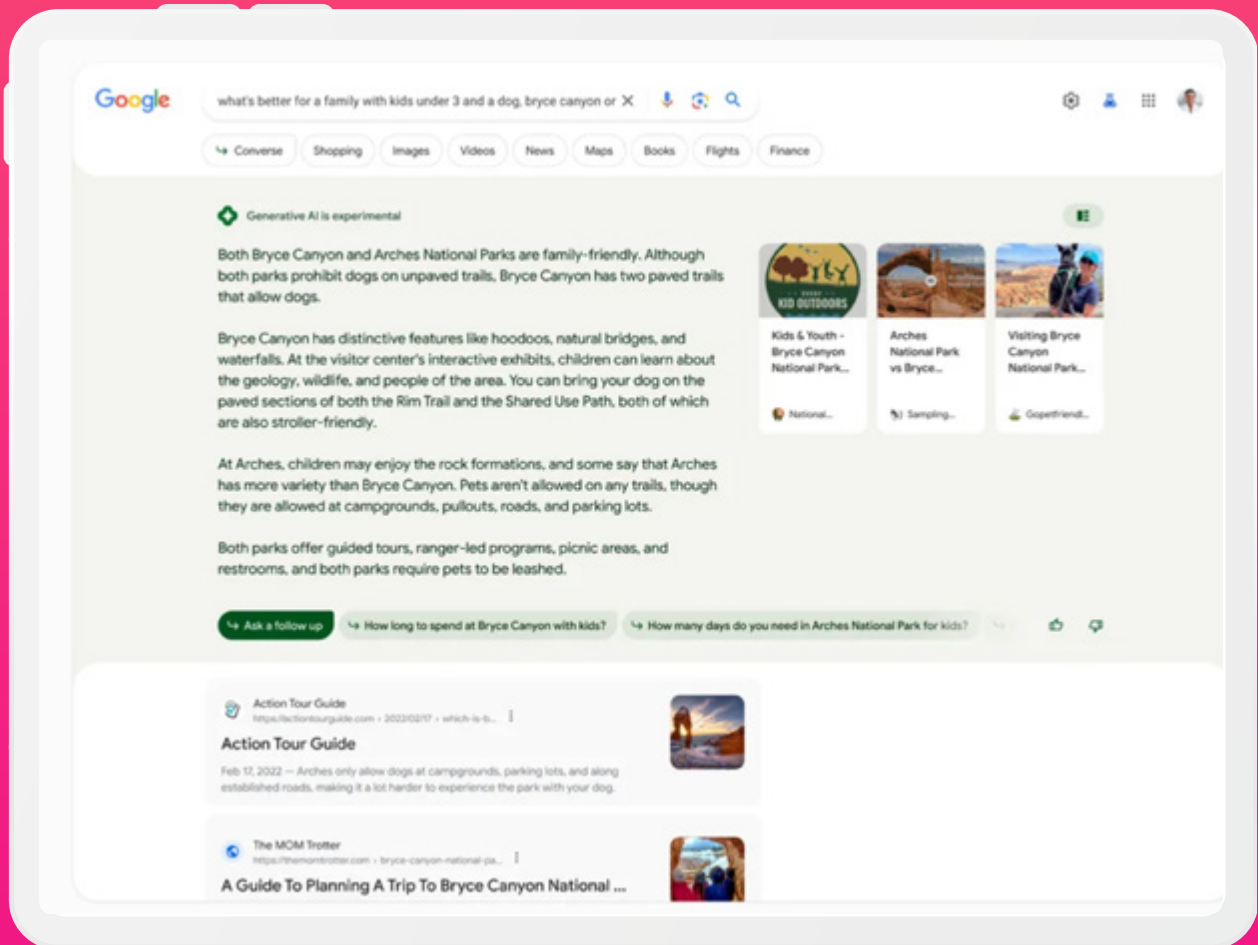 Google
what's better for a family with kids under 3 and a dog, bryce canyon or
Converse
Shopping
Images
Videos
News
Maps
Books
Flights
Finance
Generative AI is experimental
Both Bryce Canyon and Arches National Parks are family-friendly. Although
both parks prohibit dogs on unpaved trails, Bryce Canyon has two paved trails
that allow dogs.
Bryce Canyon has distinctive features like hoodoos, natural bridges, and
waterfalls. At the visitor center's interactive exhibits, children can learn about
the geology, wildlife, and people of the area. You can bring your dog on the
paved sections of both the Rim Trail and the Shared Use Path, both of which
are also stroller-friendly.
At Arches, children may enjoy the rock formations, and some say that Arches
has more variety than Bryce Canyon. Pets aren't allowed on any trails, though
they are allowed at campgrounds, pullouts, roads, and parking lots.
Both parks offer guided tours, ranger-led programs, picnic areas, and
restrooms, and both parks require pets to be leashed.
KID OUTDOORS
Kids & Youth -
Bryce Canyon
National Park...
National...
Arches
National Park
vs Bryce...
Sampling...
Visiting Bryce
Canyon
National Park...
Gopetfriendl...
Ask a follow up
How long to spend at Bryce Canyon with kids?
How many days do you need in Arches National Park for kids?
Action Tour Guide
https://actiontourguide.com › 2022/02/17 › which-is-b...
Action Tour Guide
Feb 17, 2022 — Arches only allow dogs at campgrounds, parking lots, and along
established roads, making it a lot harder to experience the park with your dog.
The MOM Trotter
https://themomtrotter.com › bryce-canyon-national-pa...
A Guide To Planning A Trip To Bryce Canyon National ...